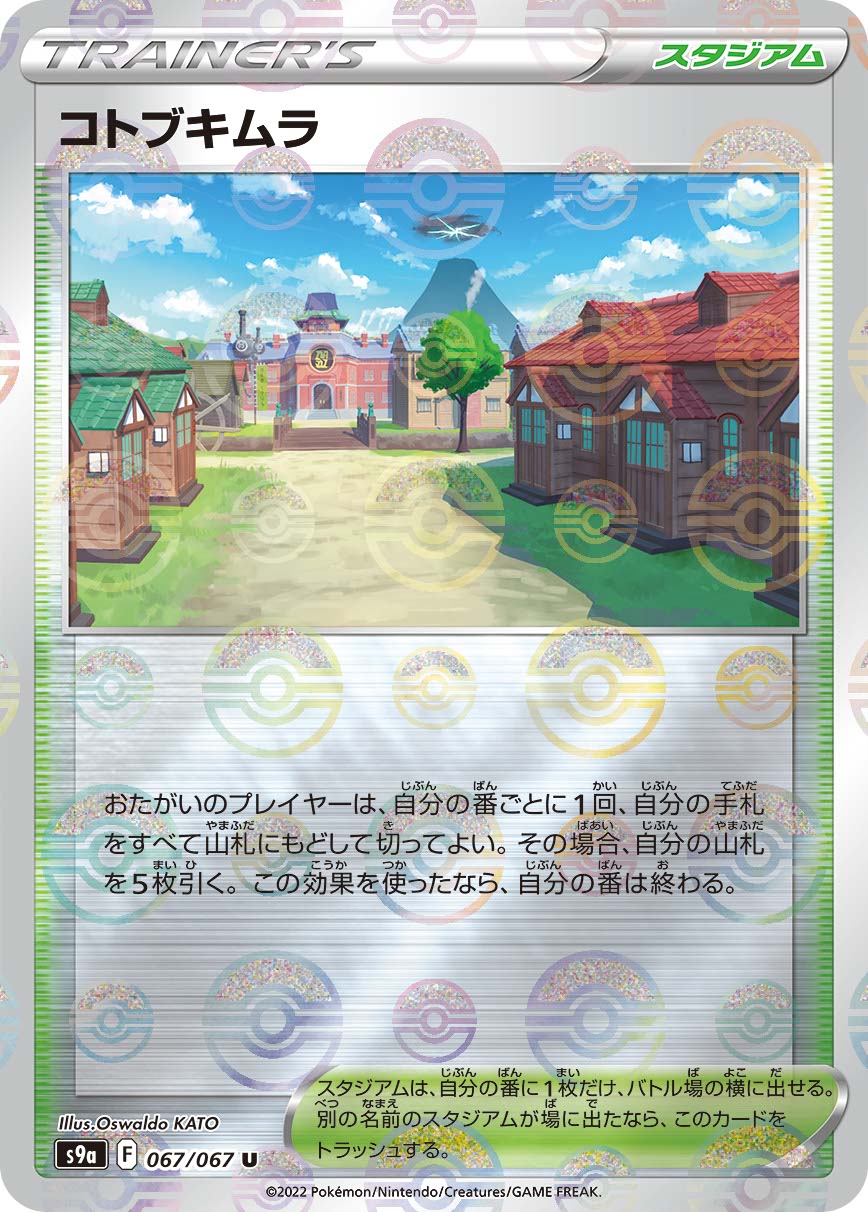 TRAINER'S
スタジアム
コトブキムラ
おたがいのプレイヤーは、自分の番ごとに1回、自分の手札
をすべて山札にもどして切ってよい。その場合、自分の山札
を5枚引く。この効果を使ったなら、自分の番は終わる。
スタジアムは、自分の番に1枚だけ、バトル場の横に出せる。
別の名前のスタジアムが場に出たなら、このカードを
トラッシュする。
Illus.Oswaldo KATO
s9a F 067/067 U
©2022 Pokémon/Nintendo/Creatures/GAME FREAK.